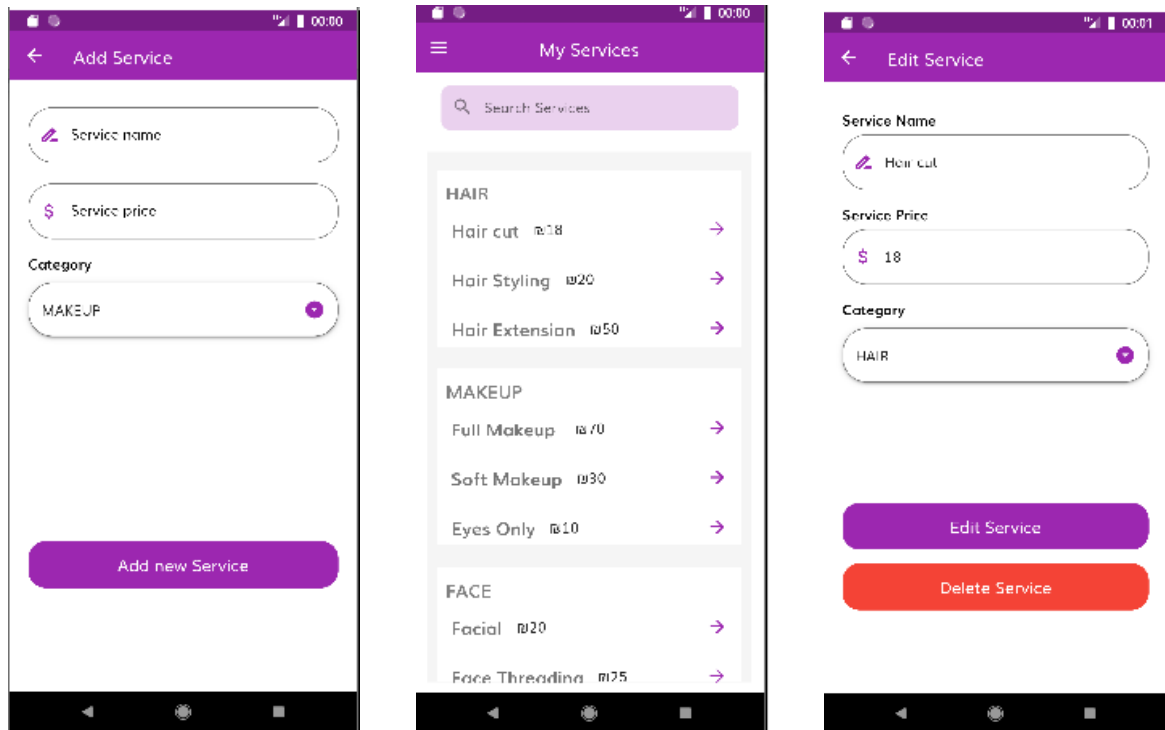 00:00
Add Service
Service name
Service price
Category
MAKEUP
Add new Service
00:00
My Services
Search Services
HAIR
Hair cut ₪18
Hair Styling ₪20
Hair Extension ₪50
MAKEUP
Full Makeup ₪70
Soft Makeup ₪30
Eyes Only ₪10
FACE
Facial ₪20
Face Threading ₪25
00:01
Edit Service
Service Name
Hair cut
Service Price
$ 18
Category
HAIR
Edit Service
Delete Service